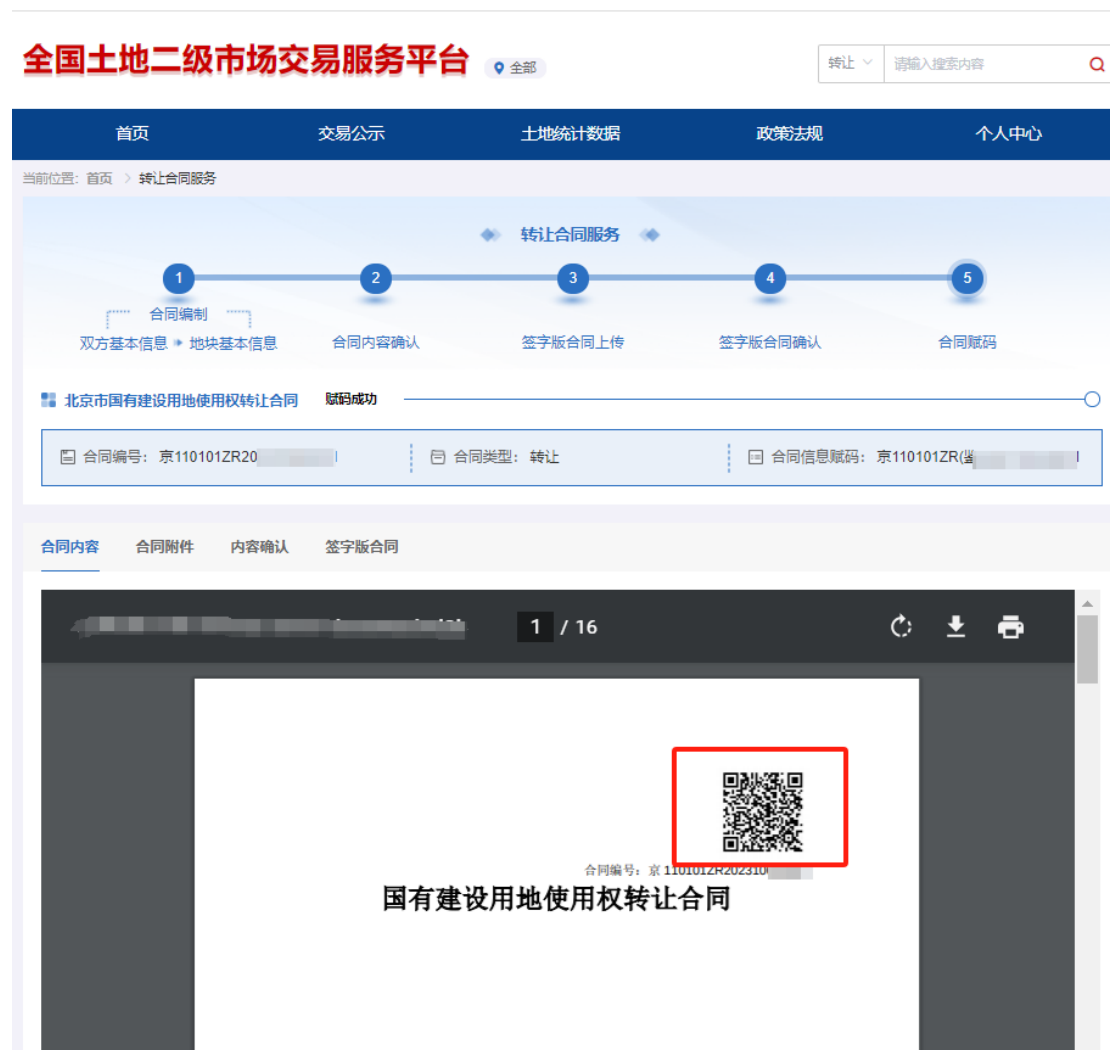 全国土地二级市场交易服务平台 全部 转让 请输入搜索内容
首页 交易公示 土地统计数据 政策法规 个人中心
当前位置: 首页 > 转让合同服务
转让合同服务
1 2 3 4 5
合同编制
双方基本信息 地块基本信息 合同内容确认 签字版合同上传 签字版合同确认 合同赋码
北京市国有建设用地使用权转让合同 赋码成功
合同编号: 京110101ZR20 合同类型: 转让 合同信息赋码: 京110101ZR(
合同内容 合同附件 内容确认 签字版合同
1 / 16
合同编号: 京 110101ZR202310
国有建设用地使用权转让合同